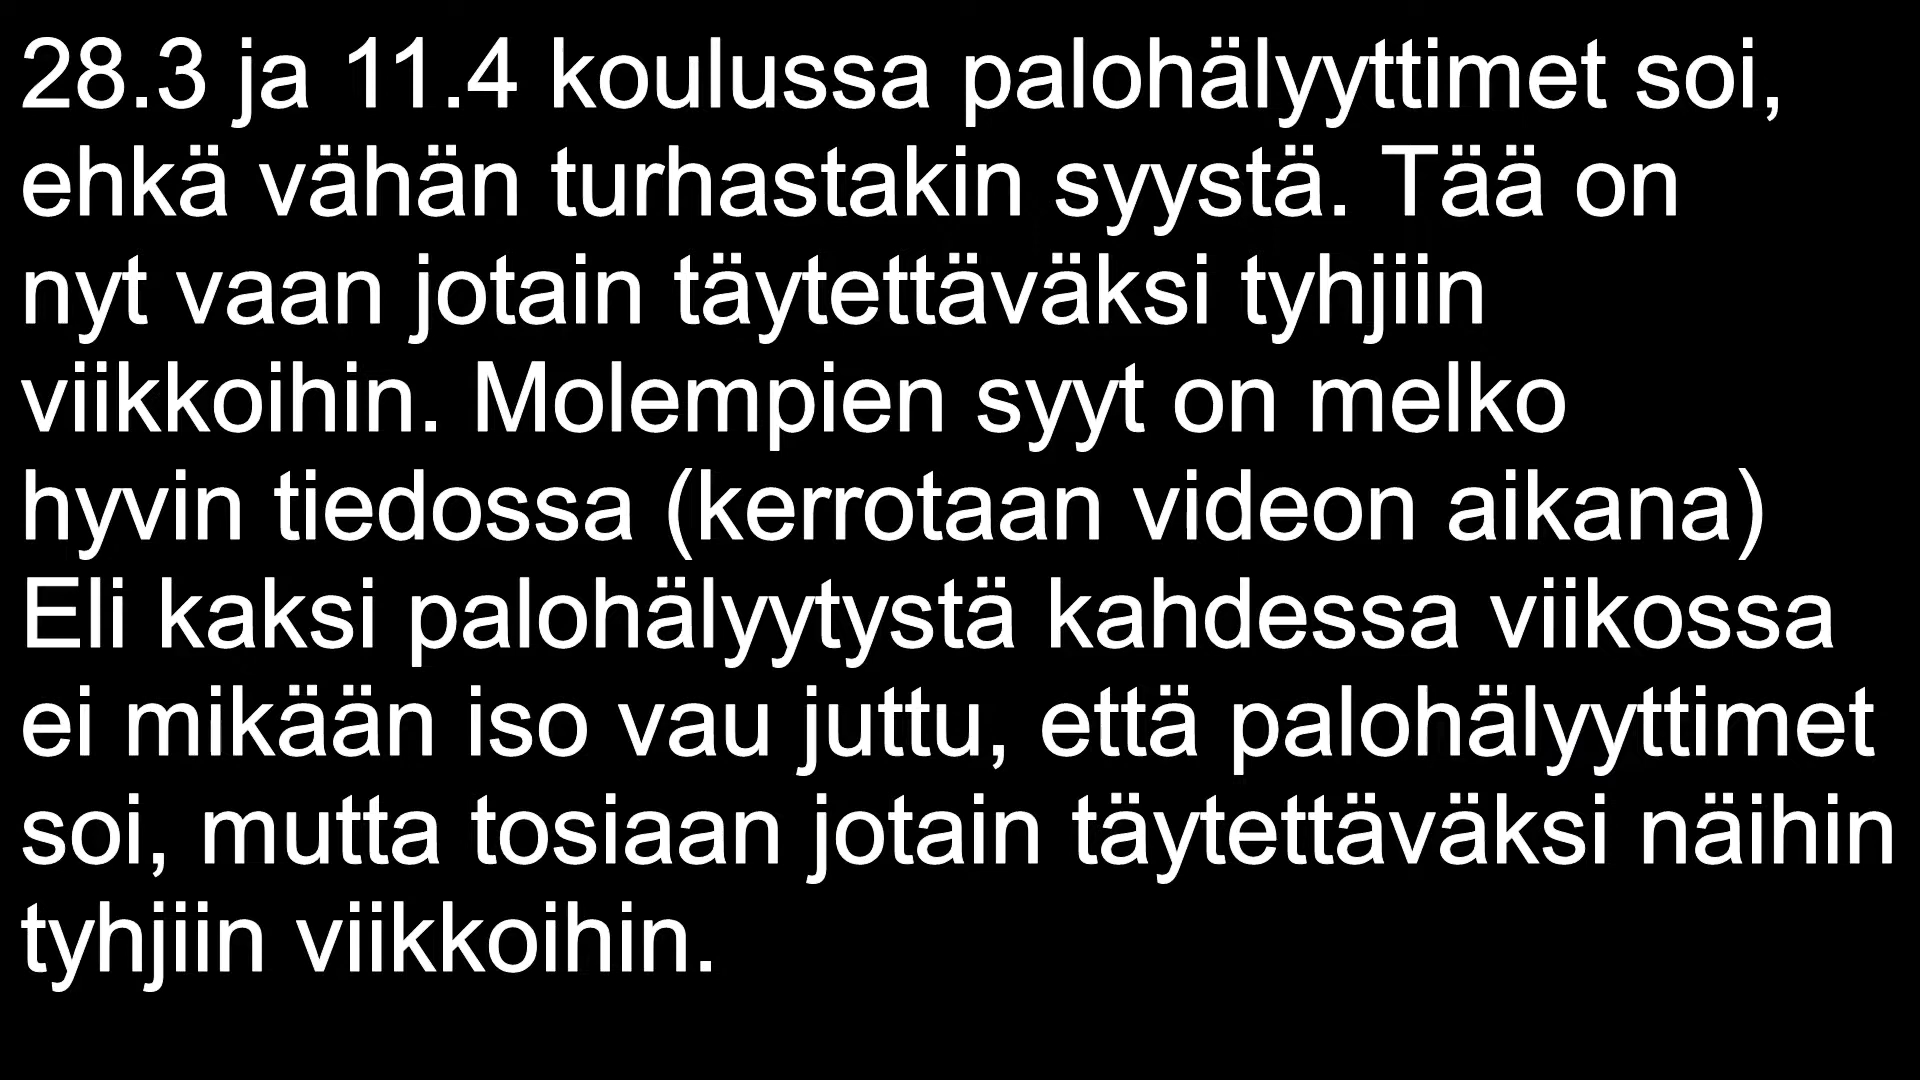 28.3 ja 11.4 koulussa palohälyyttimet soi,
ehkä vähän turhastakin syystä. Tää on
nyt vaan jotain täytettäväksi tyhjiin
viikkoihin. Molempien syyt on melko
hyvin tiedossa (kerrotaan videon aikana)
Eli kaksi palohälyytystä kahdessa viikossa
ei mikään iso vau juttu, että palohälyyttimet
soi, mutta tosiaan jotain täytettäväksi näihin
tyhjiin viikkoihin.